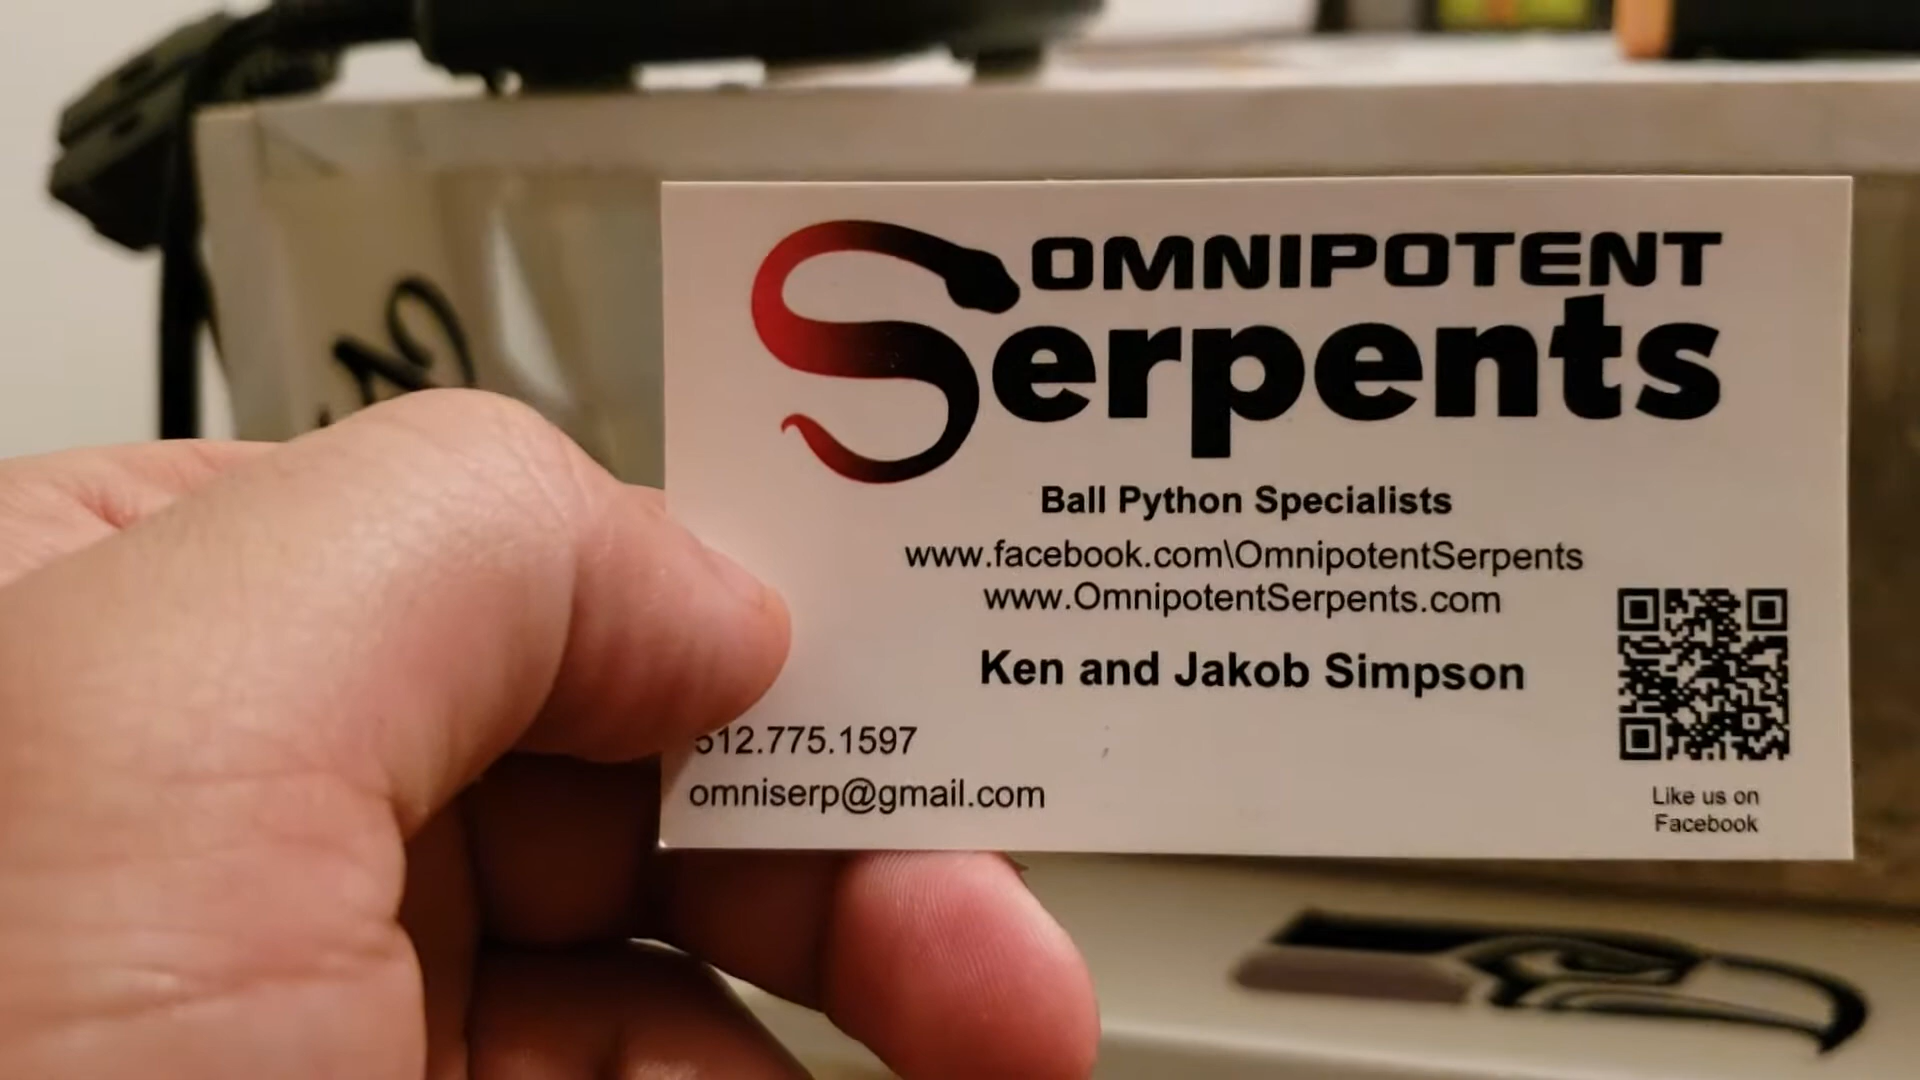 OMNIPOTENT
Serpents
Ball Python Specialists
www.facebook.com\OmnipotentSerpents
www.OmnipotentSerpents.com
Ken and Jakob Simpson
512.775.1597
omniserp@gmail.com
Like us on
Facebook